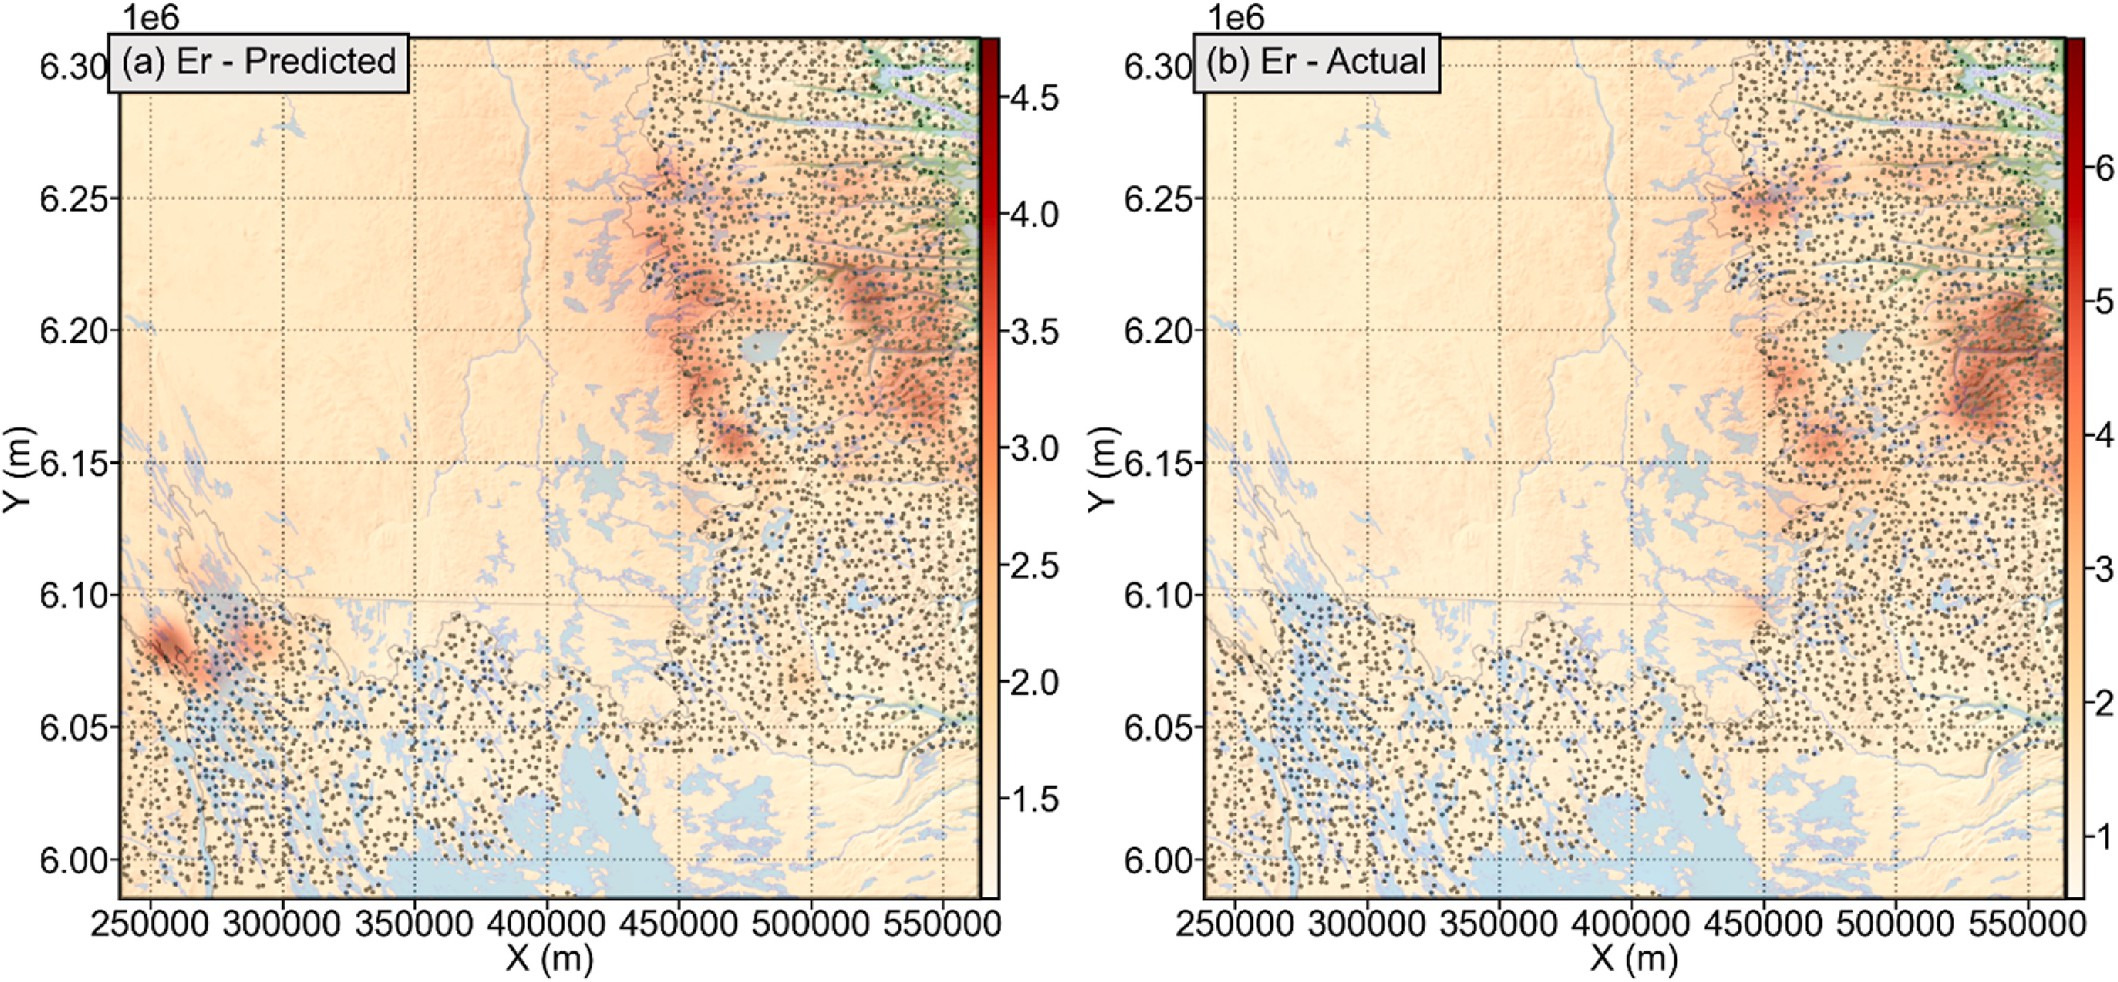 1e6
(a) Er - Predicted
6.30
6.25
6.20
6.15
6.10
6.05
6.00
Y (m)
250000 300000 350000 400000 450000 500000 550000
X (m)
4.5
4.0
3.5
3.0
2.5
2.0
1.5
1e6
(b) Er - Actual
6.30
6.25
6.20
6.15
6.10
6.05
6.00
Y (m)
250000 300000 350000 400000 450000 500000 550000
X (m)
6
5
4
3
2
1